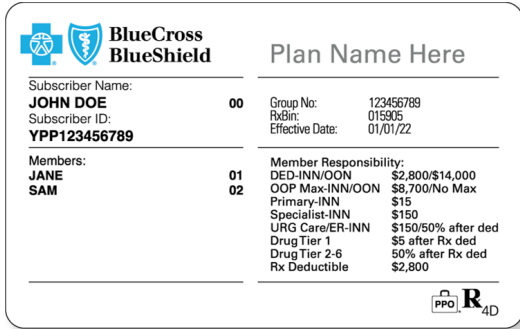 BlueCross
BlueShield
Plan Name Here
Subscriber Name:
JOHN DOE 00
Subscriber ID:
YPP123456789
Group No: 123456789
RxBin: 015905
Effective Date: 01/01/22
Members:
JANE 01
SAM 02
Member Responsibility:
DED-INN/OON $2,800/$14,000
OOP Max-INN/OON $8,700/No Max
Primary-INN $15
Specialist-INN $150
URG Care/ER-INN $150/50% after ded
Drug Tier 1 $5 after Rx ded
Drug Tier 2-6 50% after Rx ded
Rx Deductible $2,800
PPO R 4D